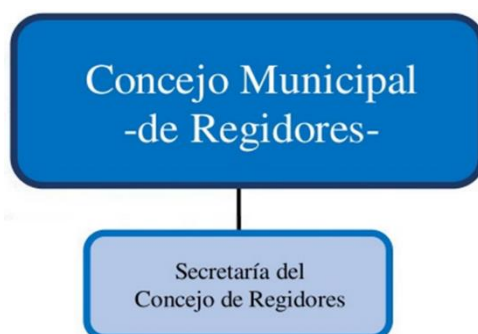 Concejo Municipal
-de Regidores-
Secretaría del
Concejo de Regidores